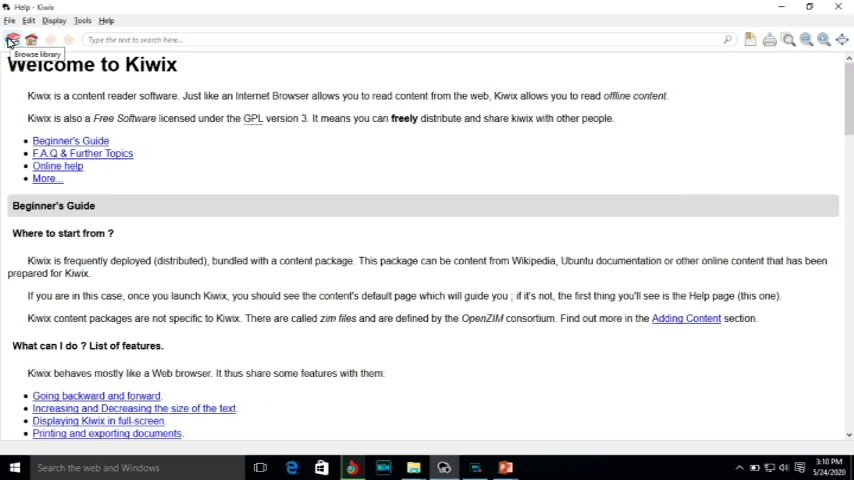 Help - Kiwix
File Edit Display Tools Help
Type the text to search here...
Browse library
Welcome to Kiwix
Kiwix is a content reader software. Just like an Internet Browser allows you to read content from the web, Kiwix allows you to read offline content.
Kiwix is also a Free Software licensed under the GPL version 3. It means you can freely distribute and share kiwix with other people.
Beginner's Guide
F.A.Q & Further Topics
Online help
More...
Beginner's Guide
Where to start from ?
Kiwix is frequently deployed (distributed), bundled with a content package. This package can be content from Wikipedia, Ubuntu documentation or other online content that has been
prepared for Kiwix.
If you are in this case, once you launch Kiwix, you should see the content's default page which will guide you ; if it's not, the first thing you'll see is the Help page (this one).
Kiwix content packages are not specific to Kiwix. There are called zim files and are defined by the OpenZIM consortium. Find out more in the Adding Content section.
What can I do ? List of features.
Kiwix behaves mostly like a Web browser. It thus share some features with them:
Going backward and forward.
Increasing and Decreasing the size of the text.
Displaying Kiwix in full-screen.
Printing and exporting documents.
Search the web and Windows
3:10 PM
5/24/2020